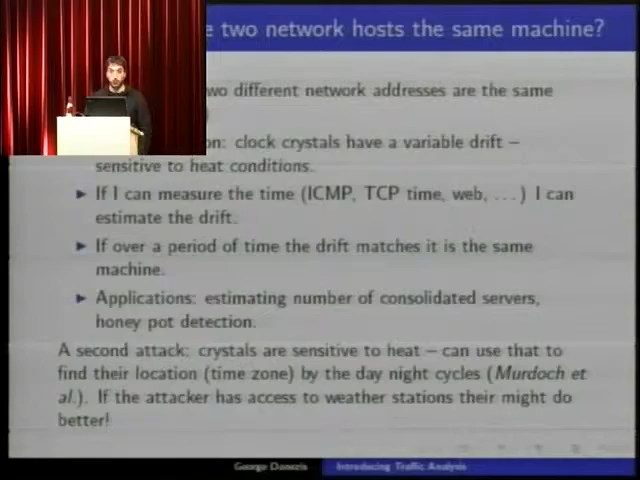 e two network hosts the same machine?
wo different network addresses are the same
on: clock crystals have a variable drift –
sensitive to heat conditions.
► If I can measure the time (ICMP, TCP time, web, ...) I can
estimate the drift.
► If over a period of time the drift matches it is the same
machine.
► Applications: estimating number of consolidated servers,
honey pot detection.
A second attack: crystals are sensitive to heat – can use that to
find their location (time zone) by the day night cycles (Murdoch et
al.). If the attacker has access to weather stations their might do
better!
George Danezis Introducing Traffic Analysis